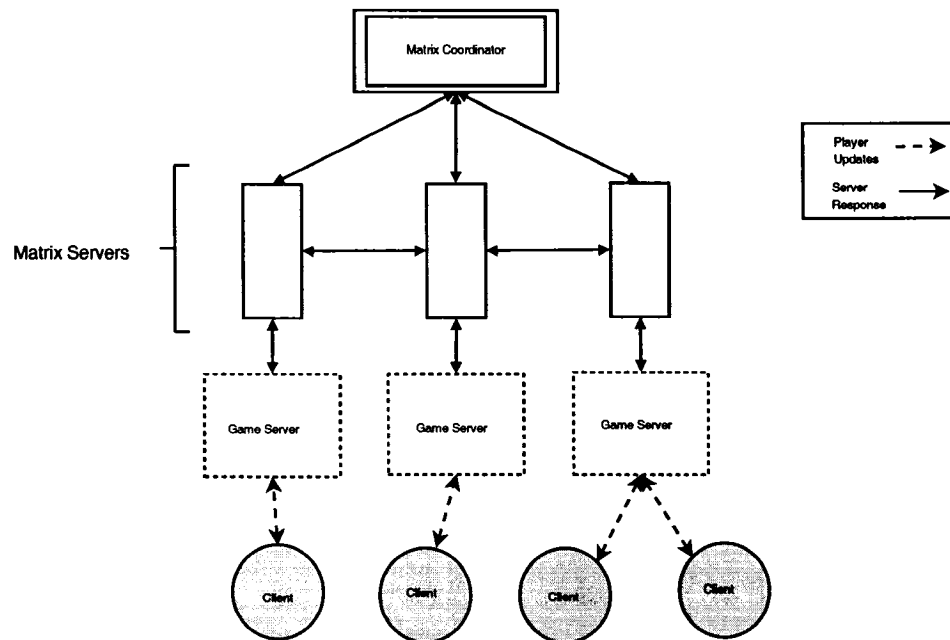 Matrix Coordinator
Player
Updates
Server
Response
Matrix Servers
Game Server
Game Server
Game Server
Client
Client
Client
Client